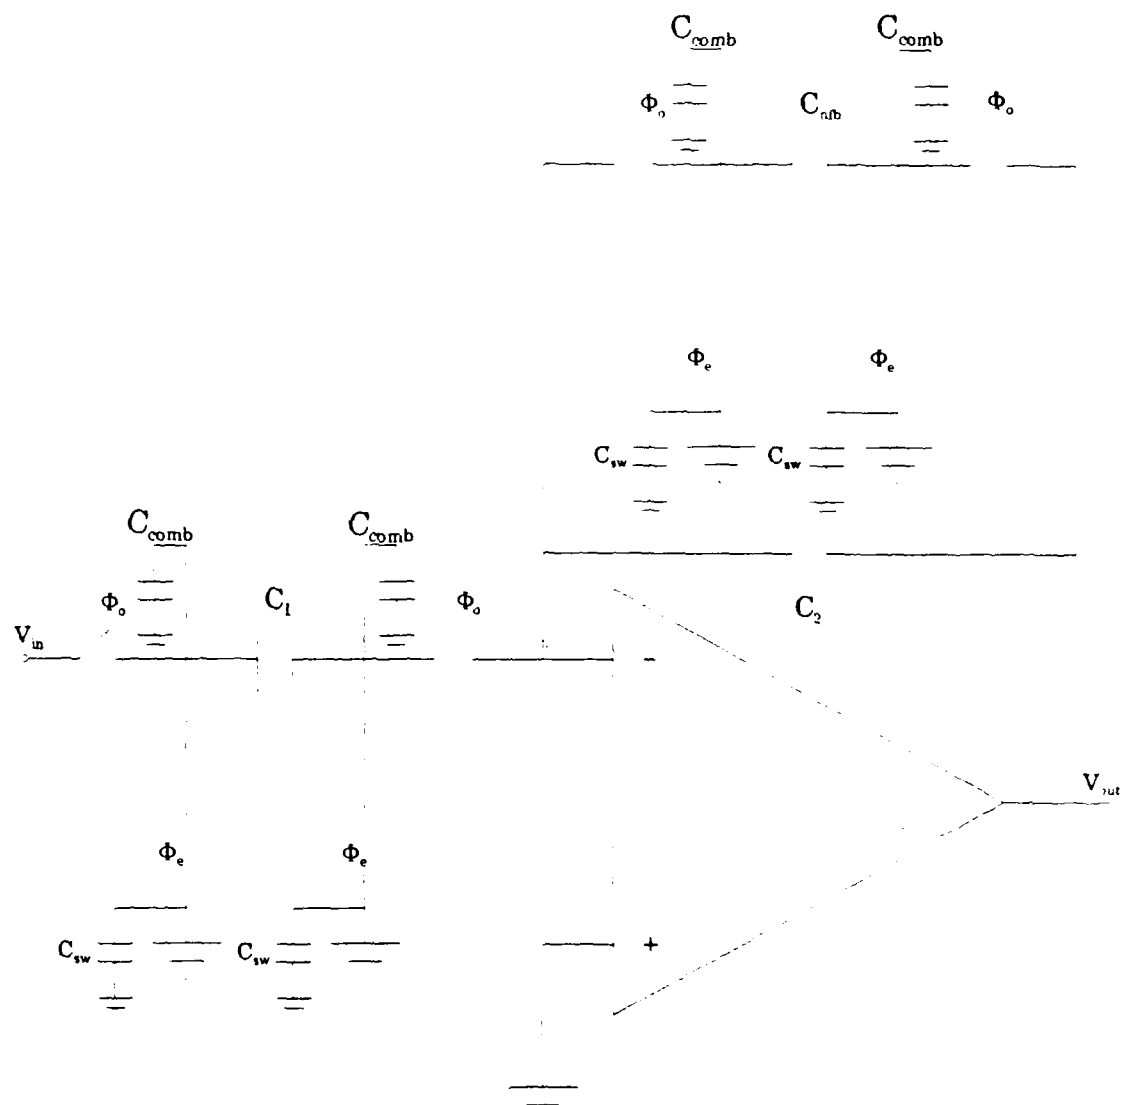 C_comb C_comb
Φ_o C_nfb Φ_o
Φ_e Φ_e
C_sw C_sw
C_comb C_comb
Φ_o C_1 Φ_o C_2
V_in
-
V_out
Φ_e Φ_e
C_sw C_sw +